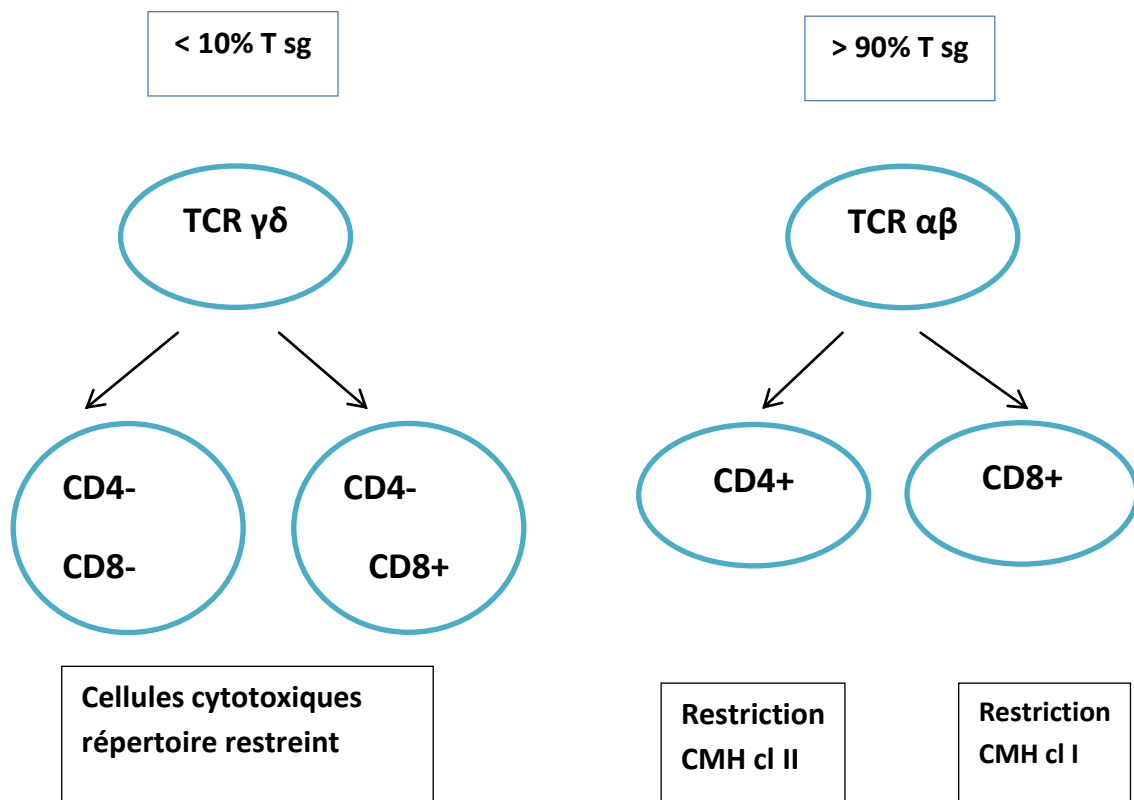 < 10% T sg
> 90% T sg
TCR γδ
TCR αβ
CD4-
CD8-
CD4-
CD8+
CD4+
CD8+
Cellules cytotoxiques
répertoire restreint
Restriction
CMH cl II
Restriction
CMH cl I